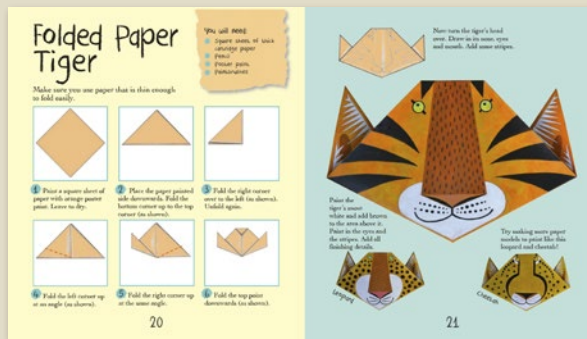 Folded Paper
Tiger
Make sure you use paper that is thin enough
to fold easily.
You will need:
Square sheet of thick
cartridge paper
Pencil
Poster paint
Paintbrushes
1 Paint a square sheet of
paper with orange poster
paint. Leave to dry.
2 Place the paper painted
side downwards. Fold the
bottom corner up to the top
corner (as shown).
3 Fold the right corner
over to the left (as shown).
Unfold again.
4 Fold the left corner up
at an angle (as shown).
5 Fold the right corner up
at the same angle.
6 Fold the top point
downwards (as shown).
20
Now turn the tiger's head
over. Draw in its nose, eyes
and mouth. Add some stripes.
Paint the
tiger's muzzle
white and add brown
to the area above it.
Paint in the eyes and
the stripes. Add all
finishing details.
Try making more paper
models to paint like this
leopard and cheetah!
Leopard
Cheetah
21